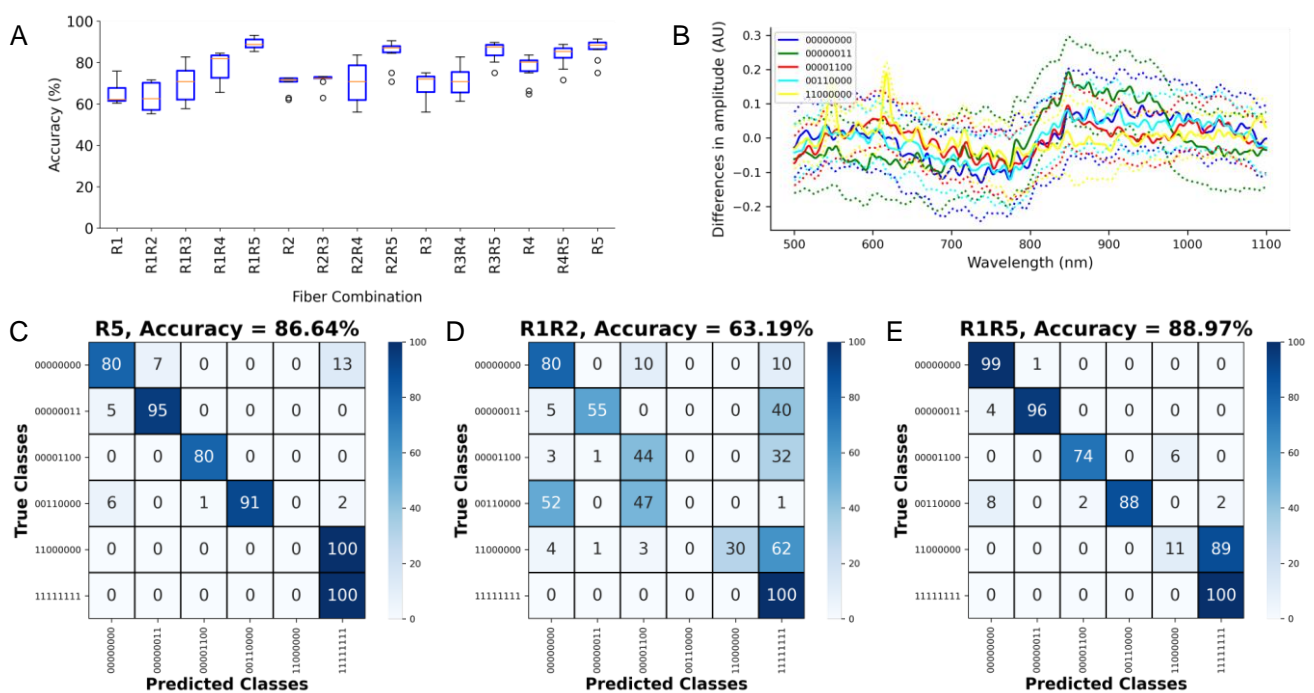 A
Accuracy (%)
100
80
60
40
20
0
R1
R1R2
R1R3
R1R4
R1R5
R2
R2R3
R2R4
R2R5
R3
R3R4
R3R5
R4
R4R5
R5
Fiber Combination
B
Differences in amplitude (AU)
0.3
0.2
0.1
0.0
−0.1
−0.2
00000000
00000011
00001100
00110000
11000000
500 600 700 800 900 1000 1100
Wavelength (nm)
C
R5, Accuracy = 86.64%
True Classes
00000000 80 7 0 0 0 13
00000011 5 95 0 0 0 0
00001100 0 0 80 0 0 0
00110000 6 0 1 91 0 2
11000000 0 0 0 0 0 100
11111111 0 0 0 0 0 100
00000000
00000011
00001100
00110000
11000000
11111111
Predicted Classes
100
80
60
40
20
0
D
R1R2, Accuracy = 63.19%
True Classes
00000000 80 0 10 0 0 10
00000011 5 55 0 0 0 40
00001100 3 1 44 0 0 32
00110000 52 0 47 0 0 1
11000000 4 1 3 0 30 62
11111111 0 0 0 0 0 100
00000000
00000011
00001100
00110000
11000000
11111111
Predicted Classes
100
80
60
40
20
0
E
R1R5, Accuracy = 88.97%
True Classes
00000000 99 1 0 0 0 0
00000011 4 96 0 0 0 0
00001100 0 0 74 0 6 0
00110000 8 0 2 88 0 2
11000000 0 0 0 0 11 89
11111111 0 0 0 0 0 100
00000000
00000011
00001100
00110000
11000000
11111111
Predicted Classes
100
80
60
40
20
0